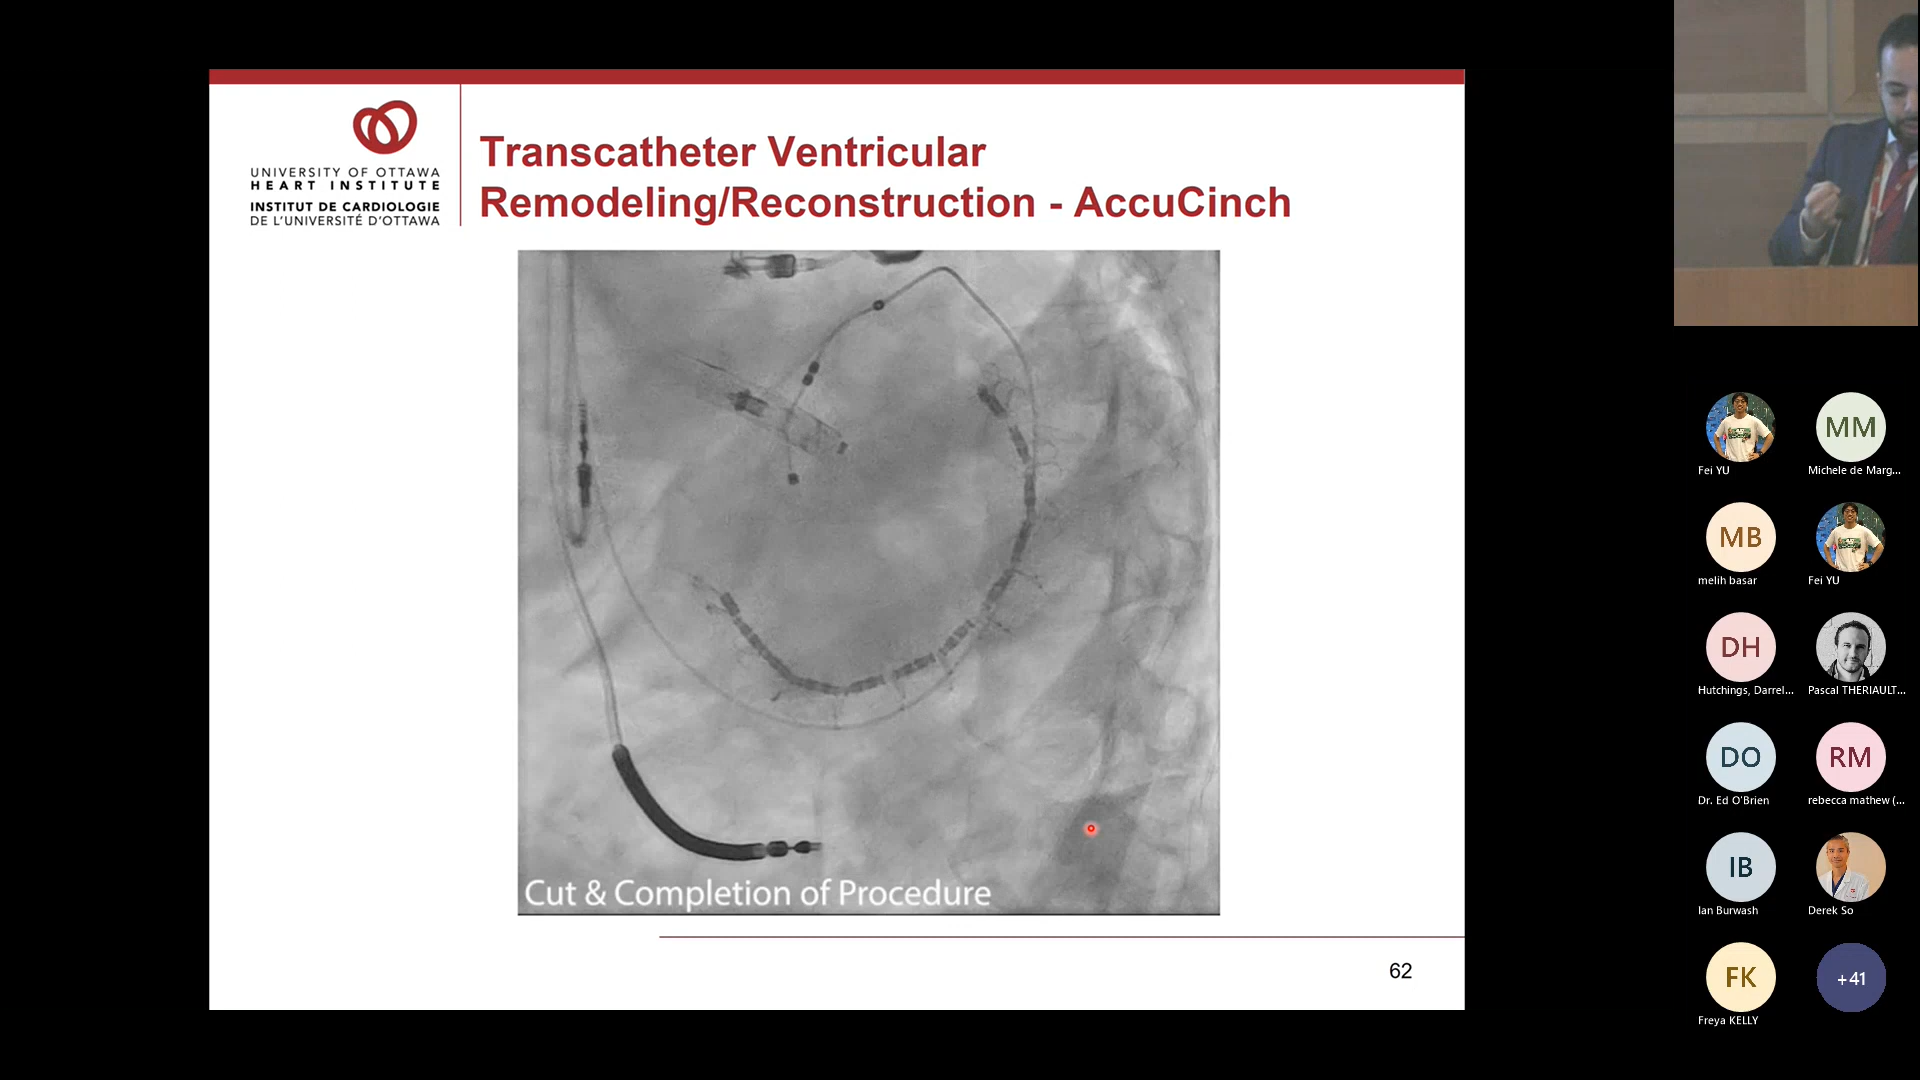 UNIVERSITY OF OTTAWA
HEART INSTITUTE
INSTITUT DE CARDIOLOGIE
DE L'UNIVERSITÉ D'OTTAWA
Transcatheter Ventricular
Remodeling/Reconstruction - AccuCinch
Cut & Completion of Procedure
62
Fei YU
MM
Michele de Marg...
MB
melih basar
Fei YU
DH
Hutchings, Darrel...
Pascal THERIAULT...
DO
Dr. Ed O'Brien
RM
rebecca mathew (...
IB
Ian Burwash
Derek So
FK
Freya KELLY
+41